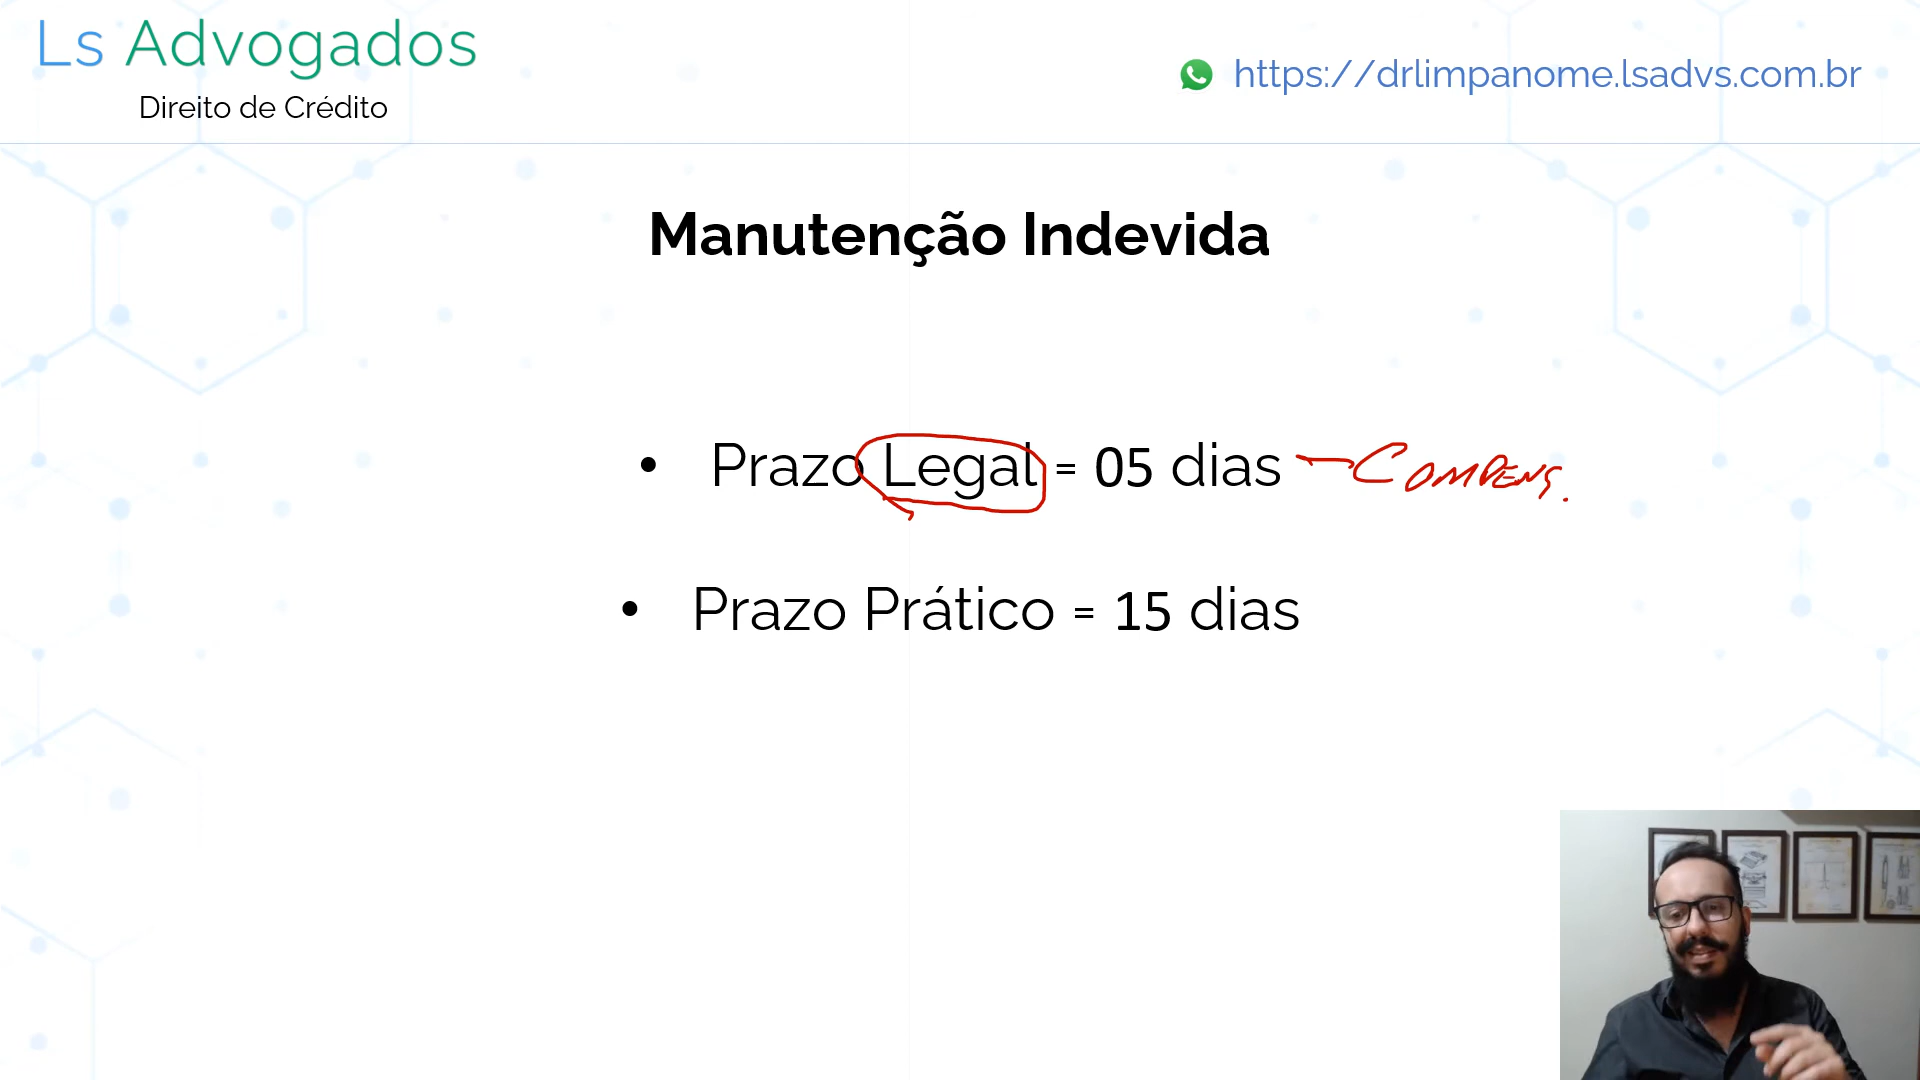 Ls Advogados
Direito de Crédito
https://drlimpanome.lsadvs.com.br
Manutenção Indevida
• Prazo Legal = 05 dias – Compens.
• Prazo Prático = 15 dias